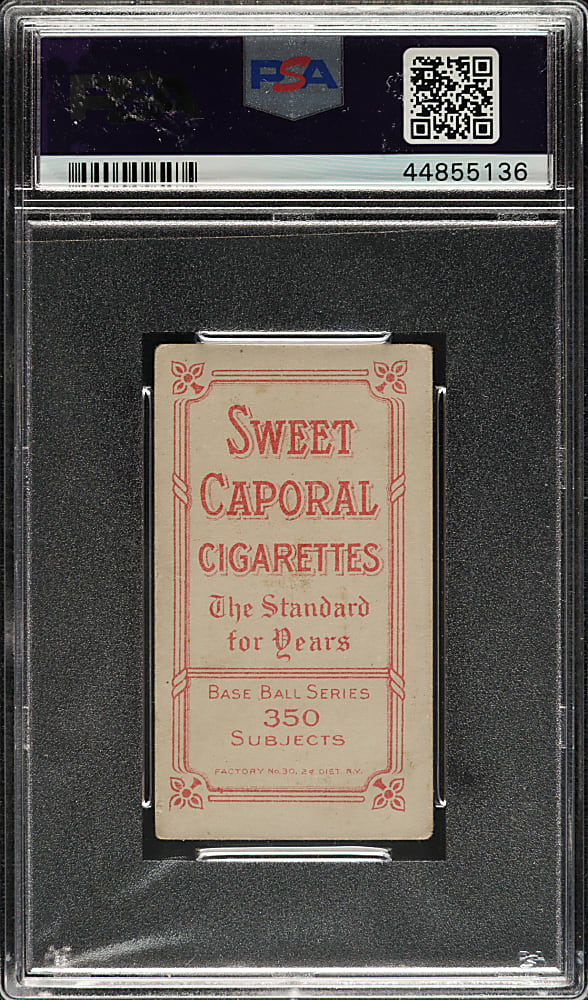 PSA
44855136
SWEET
CAPORAL
CIGARETTES
The Standard
for Years
BASE BALL SERIES
350
SUBJECTS
FACTORY No. 30, 2d DIST. N.Y.